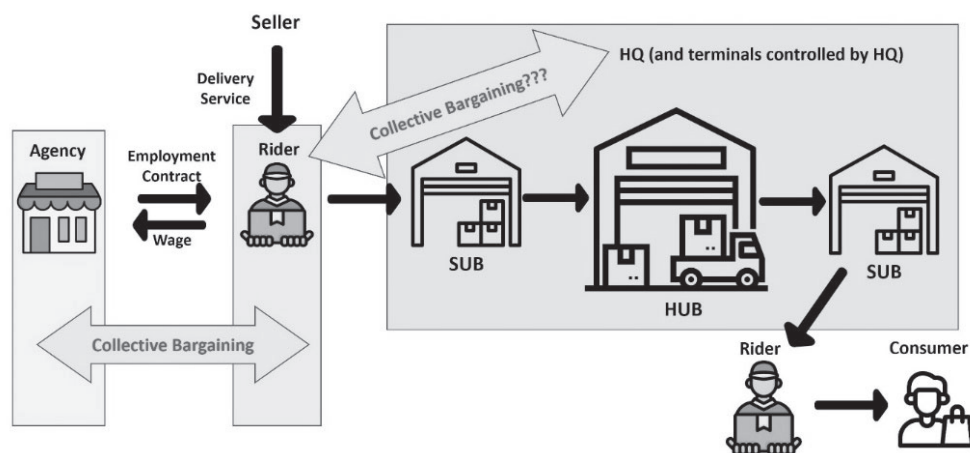 Seller
HQ (and terminals controlled by HQ)
Delivery
Service
Collective Bargaining???
Agency
Employment
Contract
Rider
Wage
SUB
HUB
SUB
Collective Bargaining
Rider
Consumer